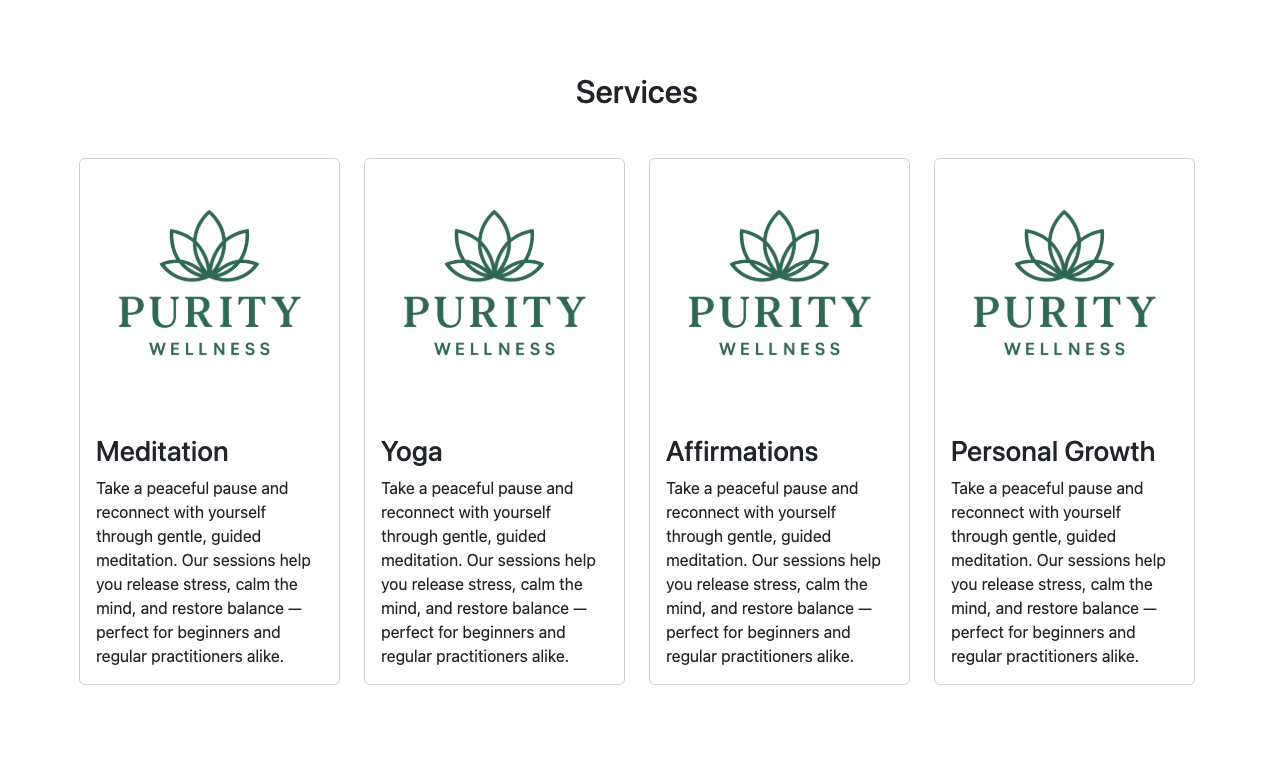 Services
PURITY
WELLNESS
Meditation
Take a peaceful pause and
reconnect with yourself
through gentle, guided
meditation. Our sessions help
you release stress, calm the
mind, and restore balance —
perfect for beginners and
regular practitioners alike.
PURITY
WELLNESS
Yoga
Take a peaceful pause and
reconnect with yourself
through gentle, guided
meditation. Our sessions help
you release stress, calm the
mind, and restore balance —
perfect for beginners and
regular practitioners alike.
PURITY
WELLNESS
Affirmations
Take a peaceful pause and
reconnect with yourself
through gentle, guided
meditation. Our sessions help
you release stress, calm the
mind, and restore balance —
perfect for beginners and
regular practitioners alike.
PURITY
WELLNESS
Personal Growth
Take a peaceful pause and
reconnect with yourself
through gentle, guided
meditation. Our sessions help
you release stress, calm the
mind, and restore balance —
perfect for beginners and
regular practitioners alike.